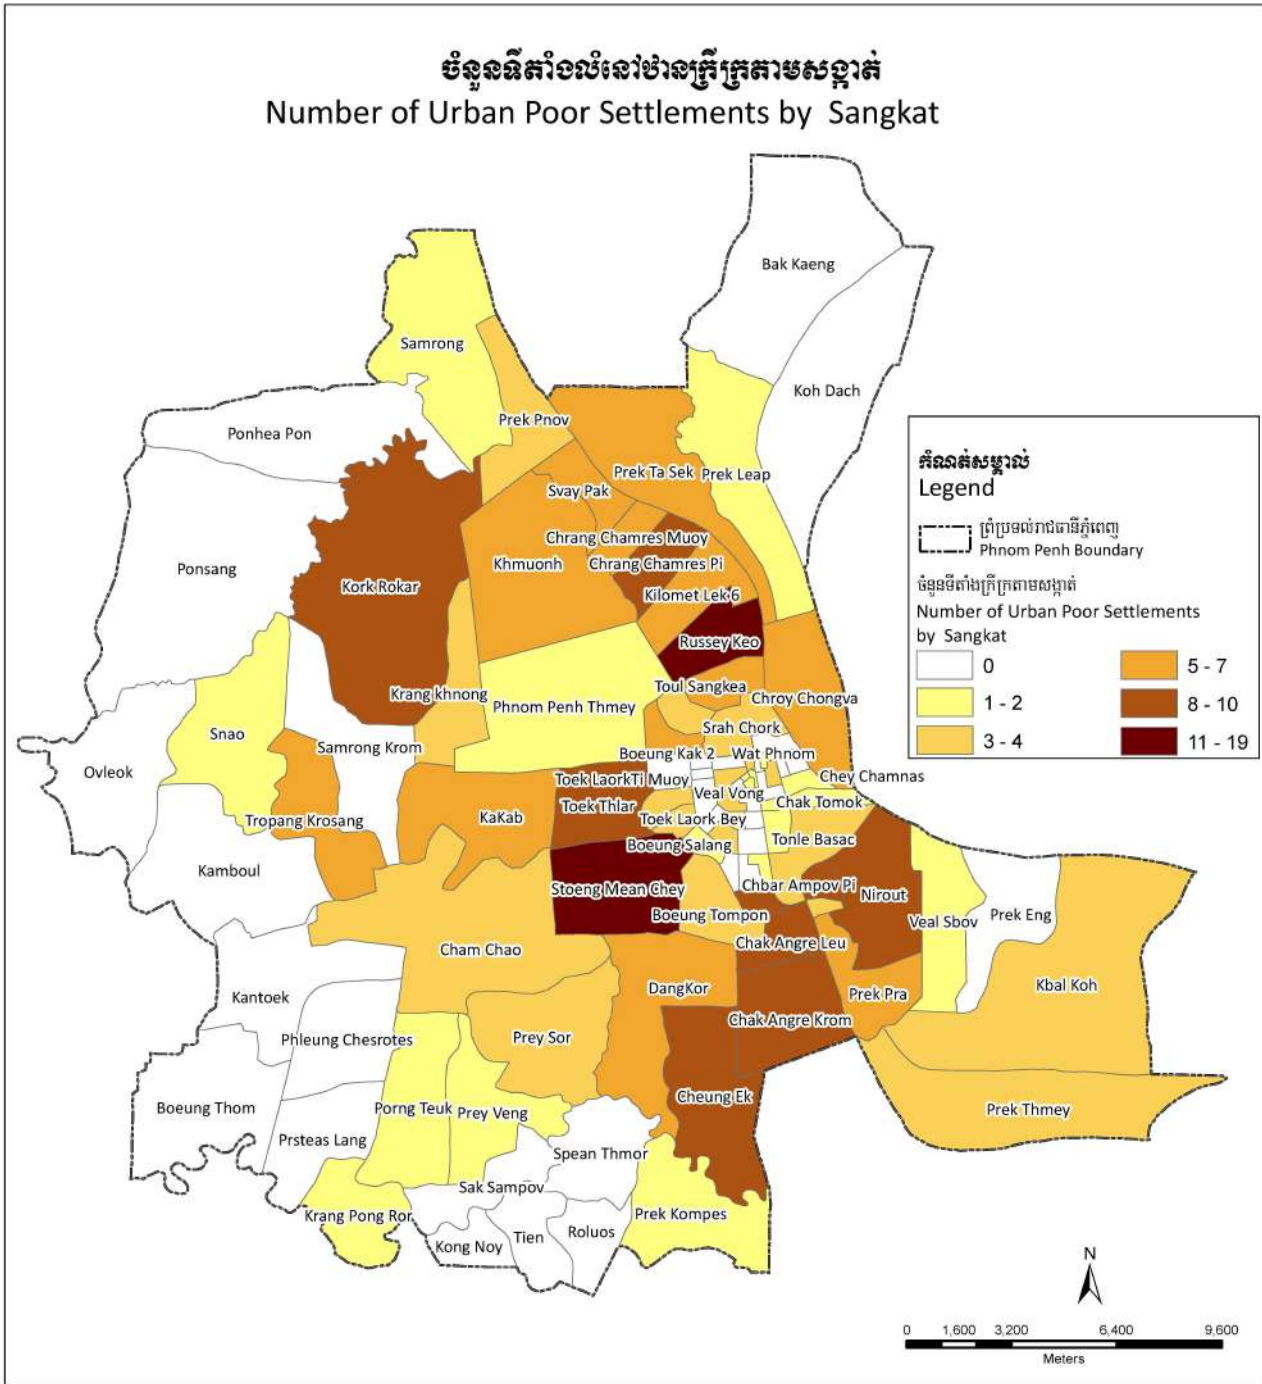 ចំនួនទីតាំងលំនៅឋានក្រីក្រតាមសង្កាត់
Number of Urban Poor Settlements by Sangkat
Bak Kaeng
Samrong
Koh Dach
Prek Pnov
Ponhea Pon
Prek Ta Sek
Prek Leap
Svay Pak
Chrang Chamres Muoy
Khmuonh
Chrang Chamres Pi
Ponsang
Kork Rokar
Kilomet Lek 6
Russey Keo
Toul Sangkea
Krang khnong
Chroy Chongva
Phnom Penh Thmey
Snao
Srah Chork
Samrong Krom
Boeung Kak 2
Wat Phnom
Ovleok
Toek LaorkTi Muoy
Chey Chamnas
Veal Vong
Toek Thlar
Chak Tomok
Tropang Krosang
KaKab
Toek Laork Bey
Tonle Basac
Boeung Salang
Kamboul
Stoeng Mean Chey
Chbar Ampov Pi
Nirout
Boeung Tompon
Veal Sbov
Prek Eng
Cham Chao
Chak Angre Leu
Kbal Koh
DangKor
Prek Pra
Kantoek
Chak Angre Krom
Phleung Chesrotes
Prey Sor
Cheung Ek
Boeung Thom
Porng Teuk
Prey Veng
Prek Thmey
Prsteas Lang
Spean Thmor
Sak Sampov
Krang Pong Ror
Prek Kompes
Tien
Roluos
Kong Noy
កំណត់សម្គាល់
Legend
ព្រំប្រទល់រាជធានីភ្នំពេញ
Phnom Penh Boundary
ចំនួនទីតាំងក្រីក្រតាមសង្កាត់
Number of Urban Poor Settlements
by Sangkat
0
5 - 7
1 - 2
8 - 10
3 - 4
11 - 19
N
0 1,600 3,200 6,400 9,600
Meters